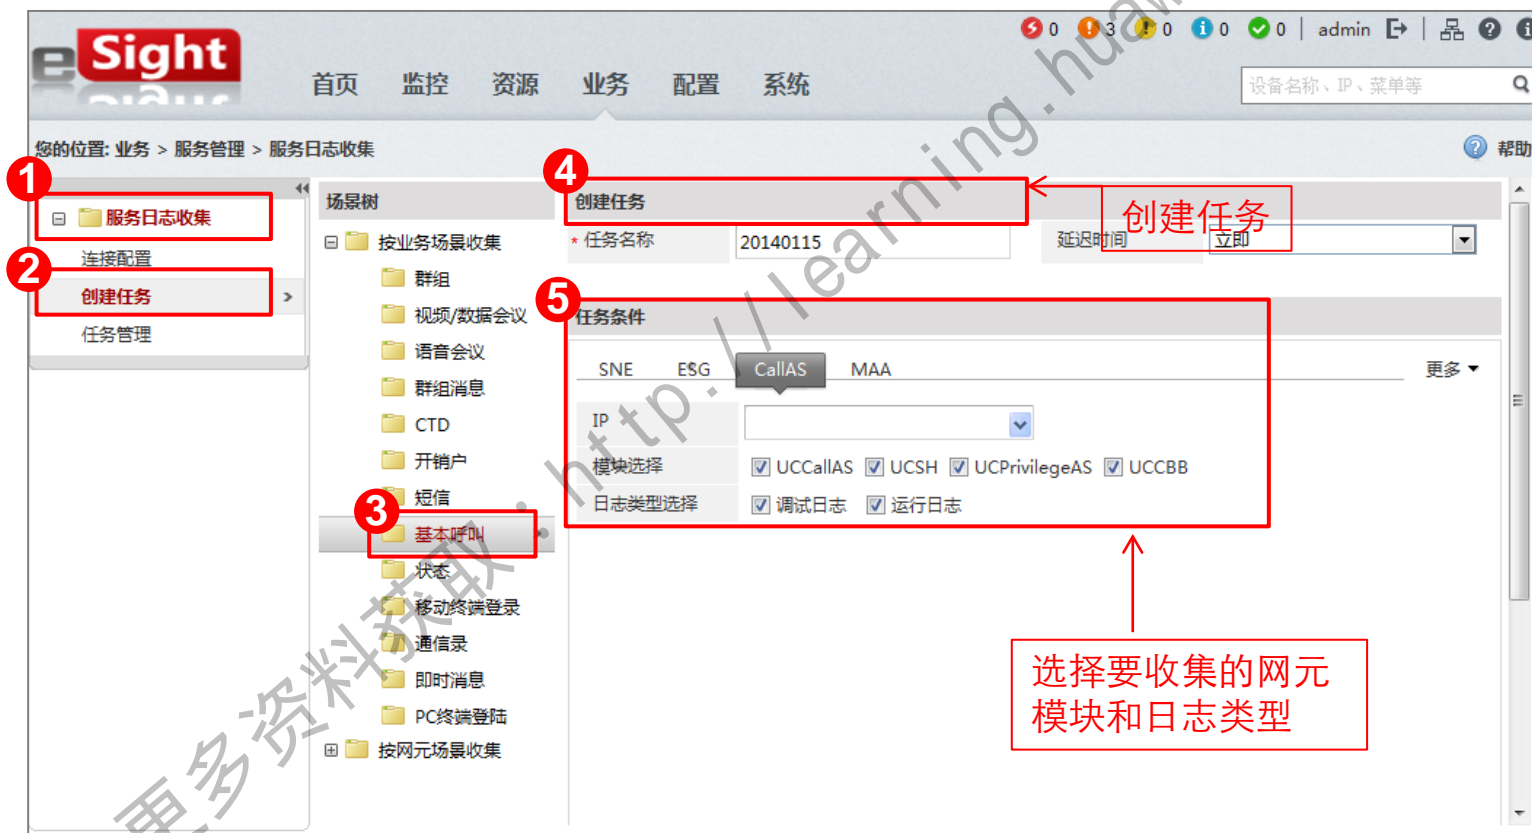 eSight
0 3 0 0 0 admin
首页 监控 资源 业务 配置 系统
设备名称、IP、菜单等
您的位置: 业务 > 服务管理 > 服务日志收集
帮助
1
服务日志收集
连接配置
2
创建任务
任务管理
场景树
按业务场景收集
群组
视频/数据会议
语音会议
群组消息
CTD
开销户
短信
3
基本呼叫
状态
移动终端登录
通信录
即时消息
PC终端登陆
按网元场景收集
4
创建任务
创建任务
* 任务名称 20140115 延迟时间 立即
5
任务条件
SNE ESG CallAS MAA 更多
IP
模块选择 UCCallAS UCSH UCPrivilegeAS UCCBB
日志类型选择 调试日志 运行日志
选择要收集的网元
模块和日志类型
更多资料获取：http://learning.huaw